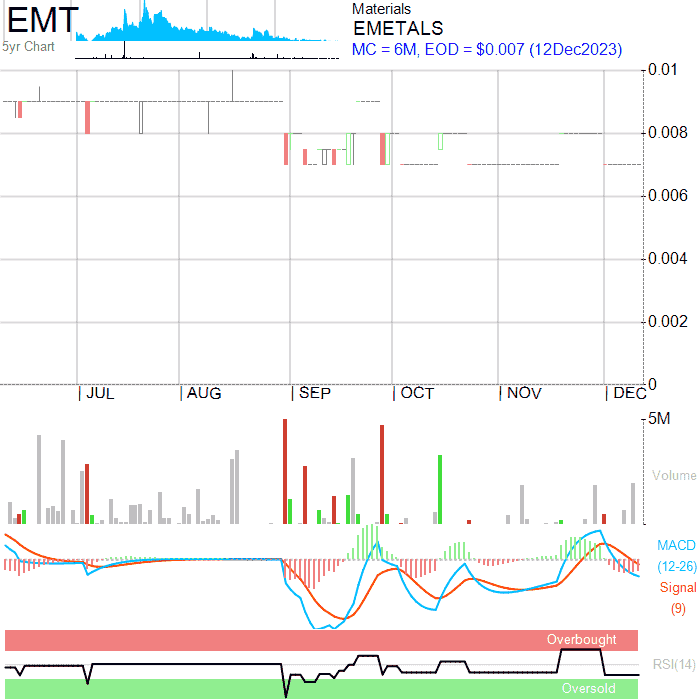 EMT
5yr Chart
Materials
EMETALS
MC = 6M, EOD = $0.007 (12Dec2023)
0.01
0.008
0.006
0.004
0.002
0
JUL AUG SEP OCT NOV DEC
5M
Volume
MACD
(12-26)
Signal
(9)
Overbought
RSI(14)
Oversold